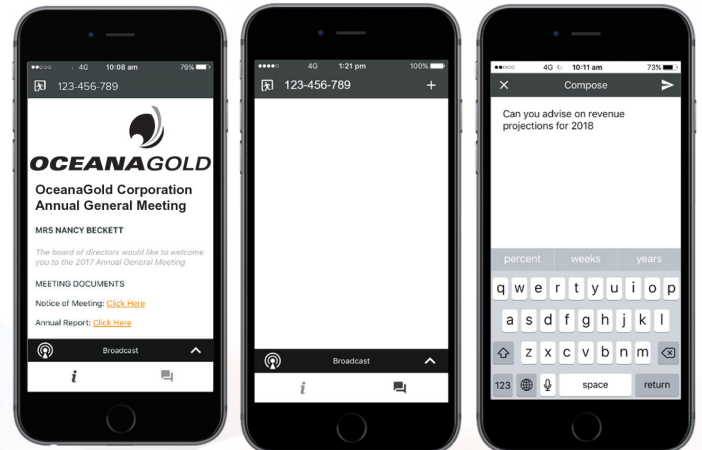 4G 10:08 am 79%
123-456-789
OCEANAGOLD
OceanaGold Corporation
Annual General Meeting
MRS NANCY BECKETT
The board of directors would like to welcome
you to the 2017 Annual General Meeting
MEETING DOCUMENTS
Notice of Meeting: Click Here
Annual Report: Click Here
Broadcast
i
4G 1:21 pm 100%
123-456-789 +
Broadcast
4G 10:11 am 73%
Compose
Can you advise on revenue
projections for 2018
percent weeks years
q w e r t y u i o p
a s d f g h j k l
z x c v b n m
123 space return